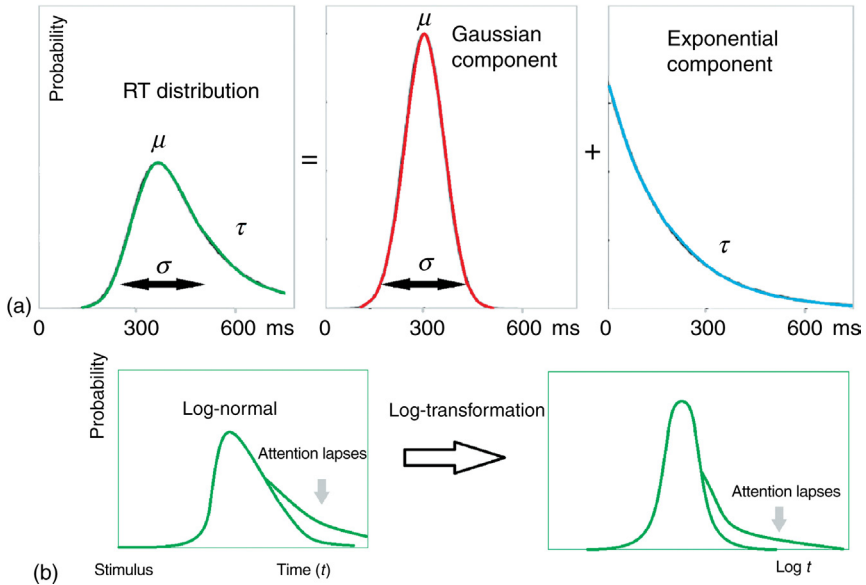 Probability
RT distribution
μ
σ
τ
(a)
0 300 600 ms
=
μ
Gaussian
component
σ
0 300 600
+
Exponential
component
τ
0 300 600 ms
Probability
Log-normal
Attention lapses
Stimulus Time (t)
Log-transformation
Attention lapses
Log t
(b)